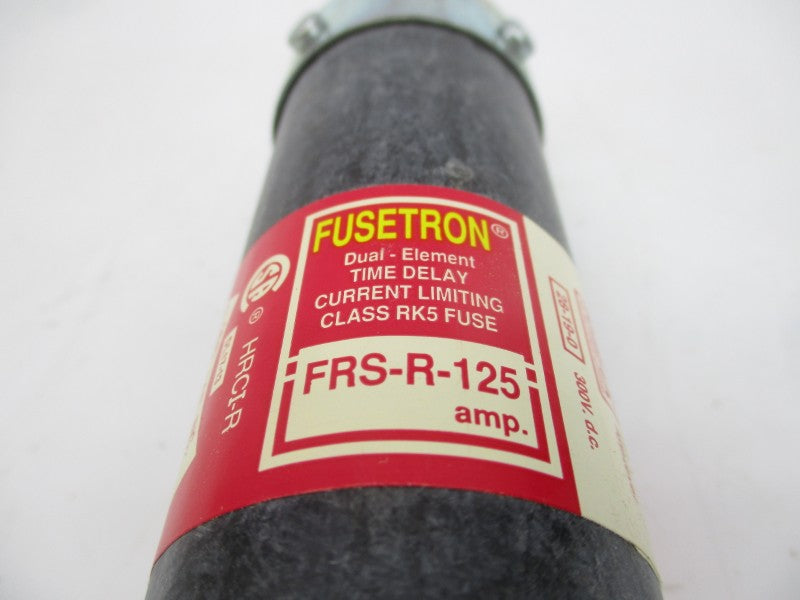 FUSETRON®
Dual - Element
TIME DELAY
CURRENT LIMITING
CLASS RK5 FUSE
FRS-R-125
amp.
® HRCI-R
300V. d.c.